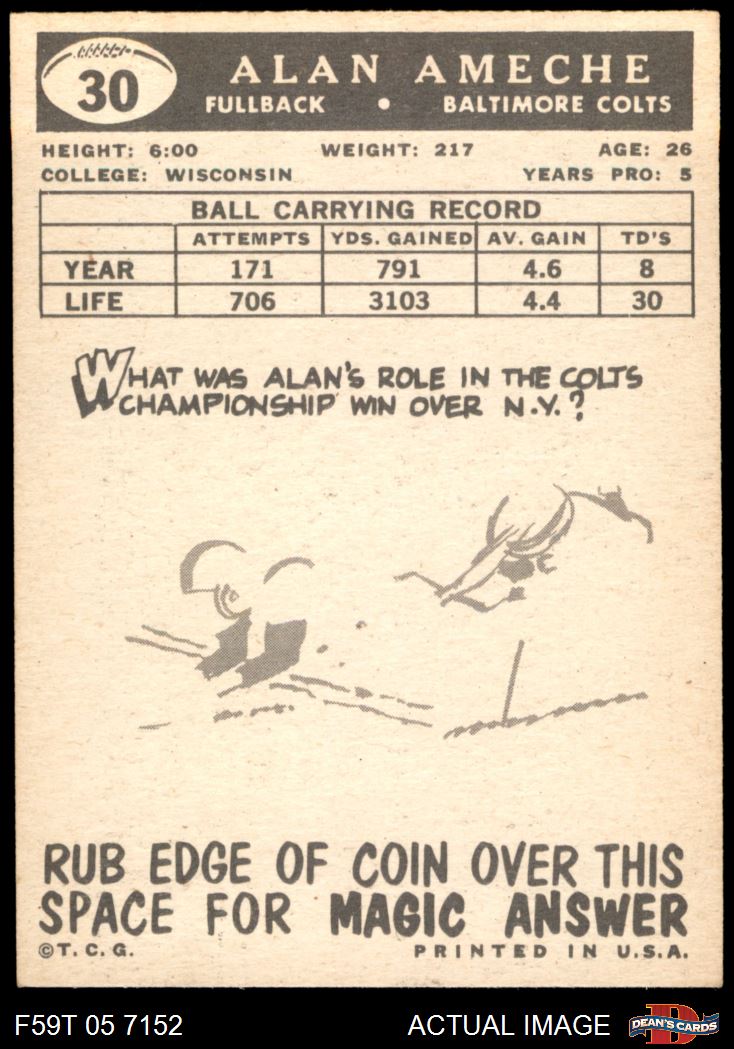 30
ALAN AMECHE
FULLBACK • BALTIMORE COLTS
HEIGHT: 6:00 WEIGHT: 217 AGE: 26
COLLEGE: WISCONSIN YEARS PRO: 5
BALL CARRYING RECORD
ATTEMPTS YDS. GAINED AV. GAIN TD'S
YEAR 171 791 4.6 8
LIFE 706 3103 4.4 30
WHAT WAS ALAN'S ROLE IN THE COLTS
CHAMPIONSHIP WIN OVER N.Y.?
RUB EDGE OF COIN OVER THIS
SPACE FOR MAGIC ANSWER
©T. C. G. PRINTED IN U.S.A.
F59T 05 7152 ACTUAL IMAGE D DEAN'S CARDS